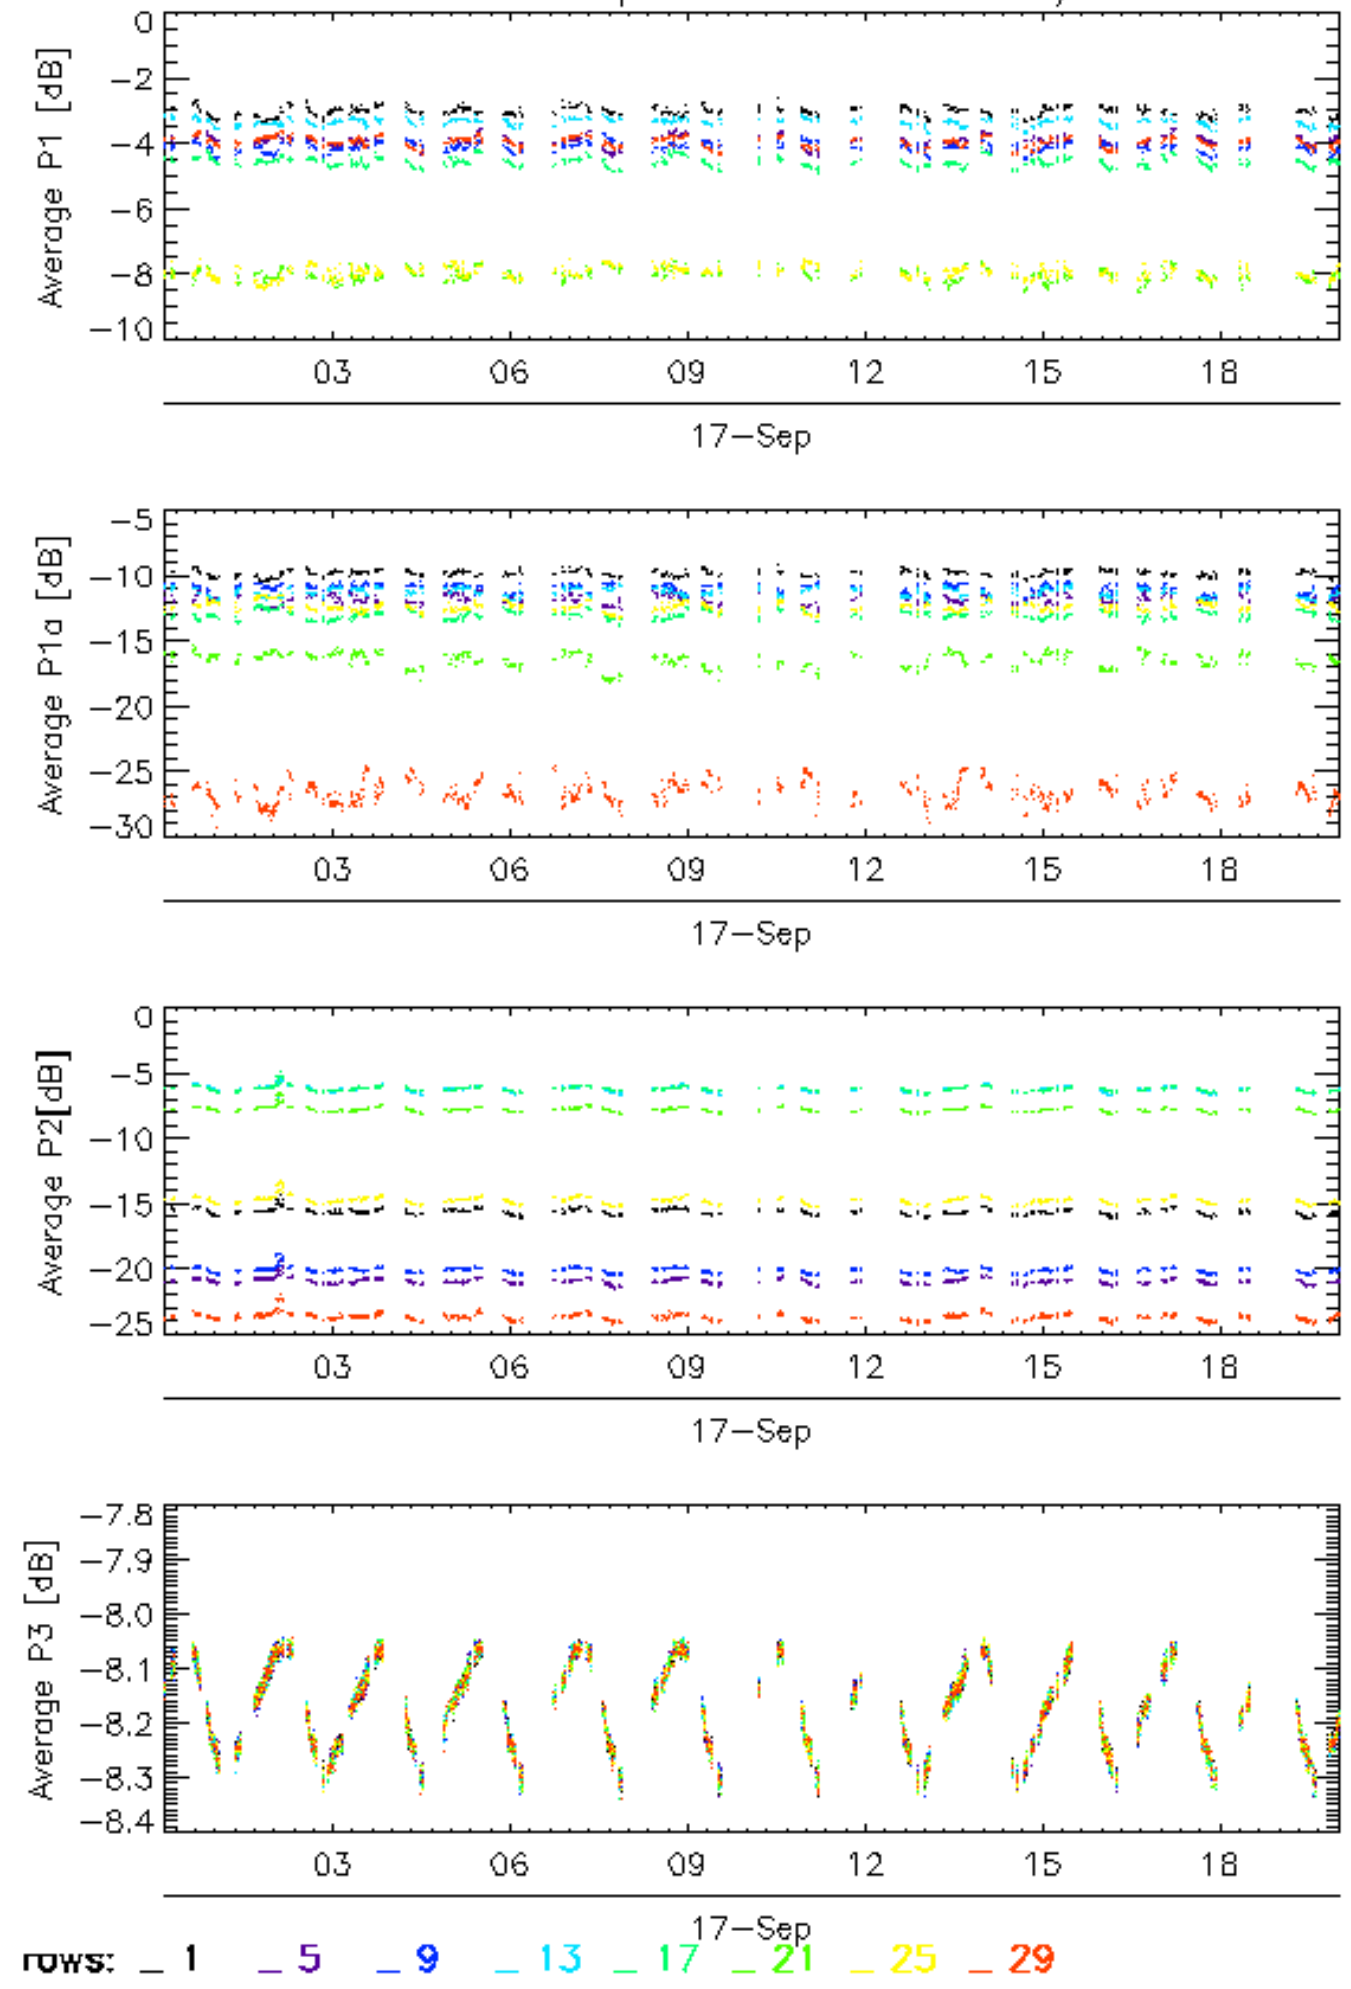 0
−2
−4
−6
−8
−10
Average P1 [dB]
03 06 09 12 15 18
17−Sep
−5
−10
−15
−20
−25
−30
Average P1a [dB]
03 06 09 12 15 18
17−Sep
0
−5
−10
−15
−20
−25
Average P2[dB]
03 06 09 12 15 18
17−Sep
−7.8
−7.9
−8.0
−8.1
−8.2
−8.3
−8.4
Average P3 [dB]
03 06 09 12 15 18
17−Sep
rows: _ 1 _ 5 _ 9 _ 13 _ 17 _ 21 _ 25 _ 29